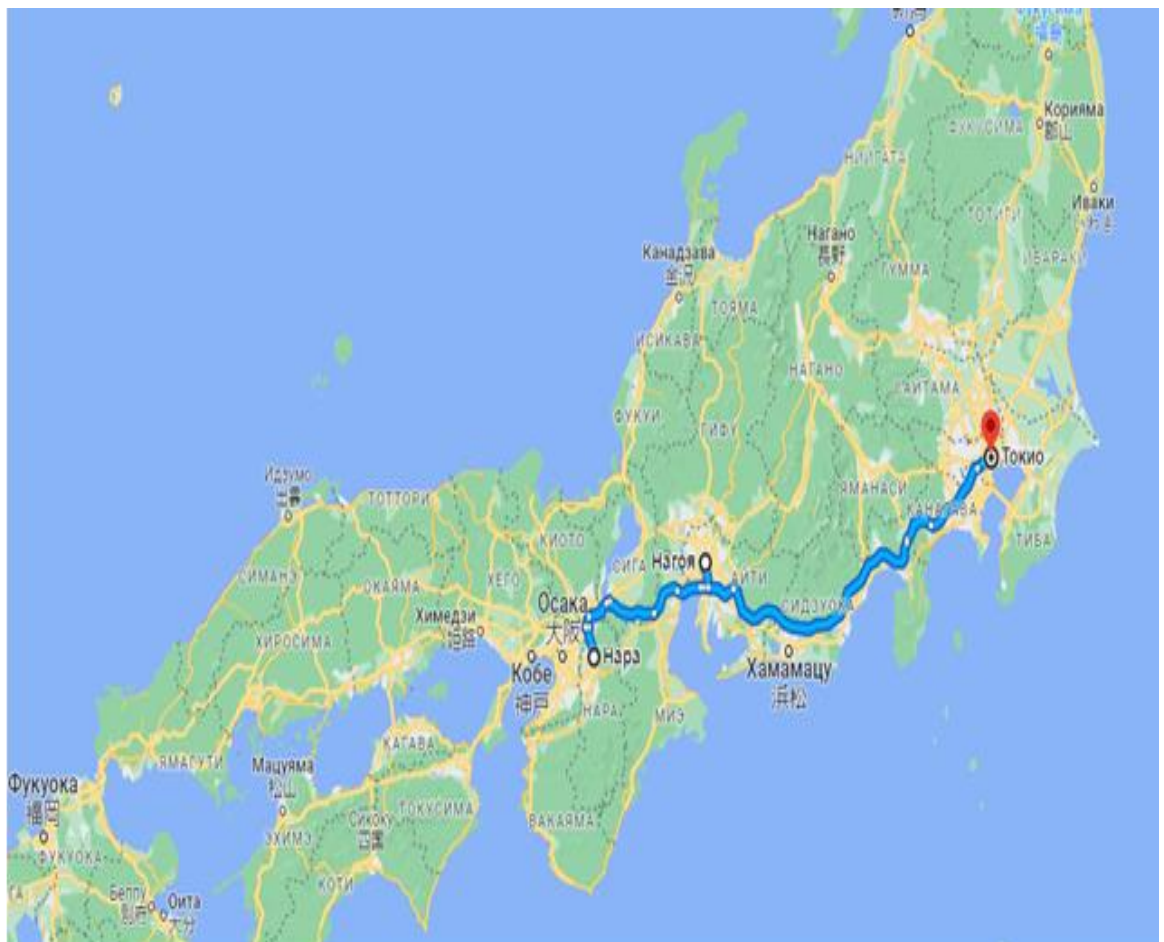 Корияма
郡山
ФУКУСИМА
НИИГАТА
Иваки
いわき
ТОТИГИ
Нагано
長野
ИБАРАКИ
Канадзава
金沢
ГУММА
ТОЯМА
ИСИКАВА
НАГАНО
САЙТАМА
ФУКУИ
ГИФУ
Токио
Идзумо
出雲
ТОТТОРИ
ЯМАНАСИ
КАНАГАВА
КИОТО
ТИБА
СИГА
Нагоя
АЙТИ
СИМАНЭ
ОКАЯМА
ХЕГО
Осака
大阪
СИДЗУОКА
Химедзи
姫路
ХИРОСИМА
Нара
Кобе
神戸
Хамамацу
浜松
НАРА
МИЭ
КАГАВА
ЯМАГУТИ
Мацуяма
松山
Фукуока
福岡
ТОКУСИМА
Сикоку
四国
ВАКАЯМА
ЭХИМЭ
ФУКУОКА
КОТИ
Беппу
別府
Оита
大分